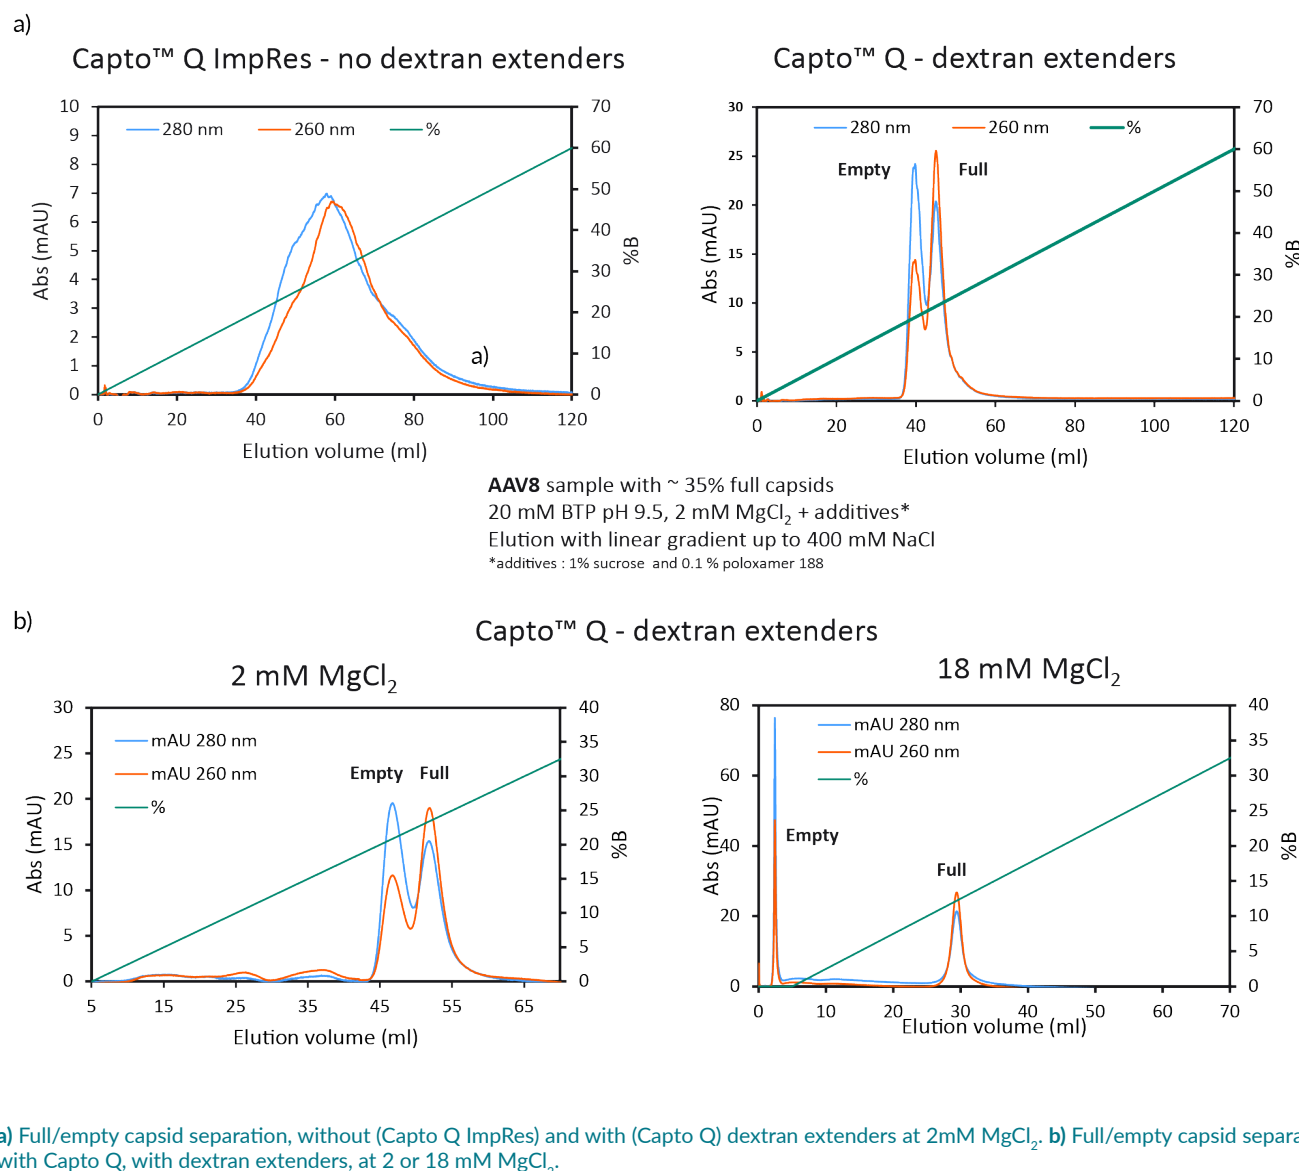 a)
Capto™ Q ImpRes - no dextran extenders
10
9
8
7
6
5
4
3
2
1
0
Abs (mAU)
280 nm
260 nm
%
a)
70
60
50
40
30
20
10
0
%B
0 20 40 60 80 100 120
Elution volume (ml)
Capto™ Q - dextran extenders
30
25
20
15
10
5
0
Abs (mAU)
280 nm
260 nm
%
Empty
Full
70
60
50
40
30
20
10
0
%B
0 20 40 60 80 100 120
Elution volume (ml)
AAV8 sample with ~ 35% full capsids
20 mM BTP pH 9.5, 2 mM MgCl₂ + additives*
Elution with linear gradient up to 400 mM NaCl
*additives : 1% sucrose and 0.1 % poloxamer 188
b)
Capto™ Q - dextran extenders
2 mM MgCl₂
30
25
20
15
10
5
0
Abs (mAU)
mAU 280 nm
mAU 260 nm
%
Empty
Full
40
35
30
25
20
15
10
5
0
%B
5 15 25 35 45 55 65
Elution volume (ml)
18 mM MgCl₂
80
60
40
20
0
Abs (mAU)
mAU 280 nm
mAU 260 nm
%
Empty
Full
40
35
30
25
20
15
10
5
0
%B
0 10 20 30 40 50 60 70
Elution volume (ml)
a) Full/empty capsid separation, without (Capto Q ImpRes) and with (Capto Q) dextran extenders at 2mM MgCl₂. b) Full/empty capsid separa
with Capto Q, with dextran extenders, at 2 or 18 mM MgCl₂.